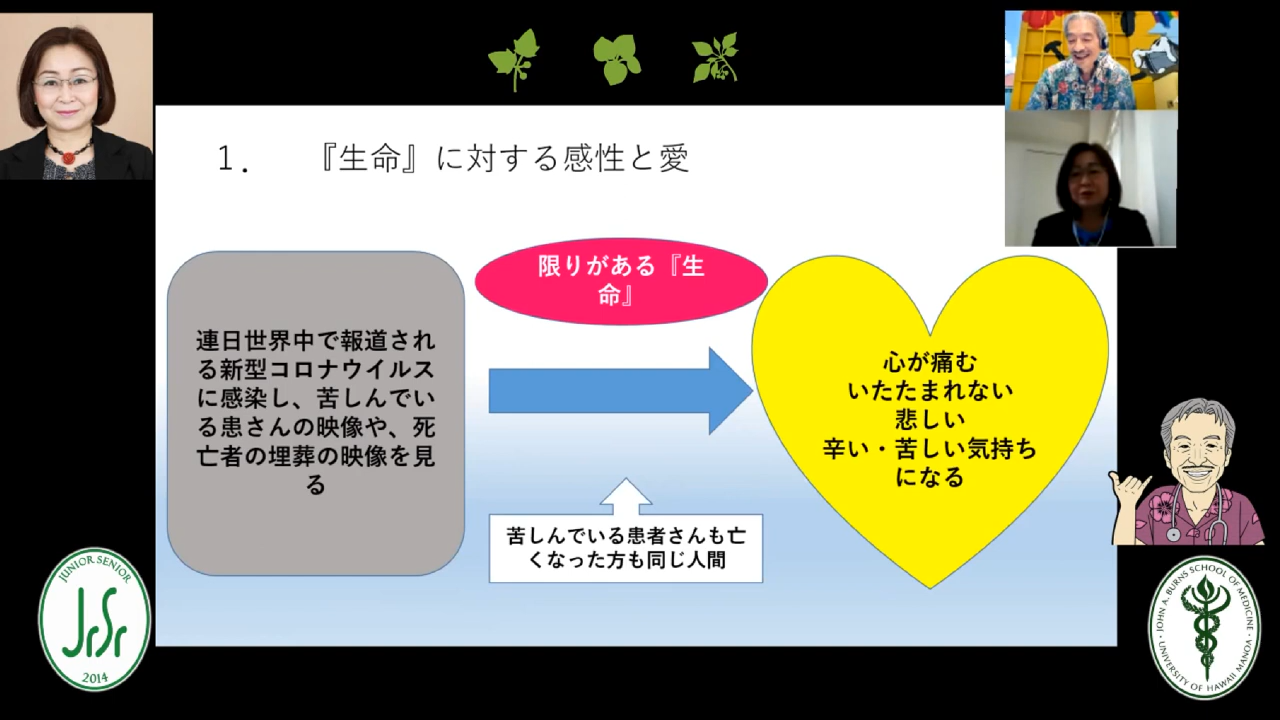 1.　『生命』に対する感性と愛
連日世界中で報道され
る新型コロナウイルス
に感染し、苦しんでい
る患さんの映像や、死
亡者の埋葬の映像を見
る
限りがある『生
命』
苦しんでいる患者さんも亡
くなった方も同じ人間
心が痛む
いたたまれない
悲しい
辛い・苦しい気持ち
になる
JUNIOR SENIOR
JrSr
2014
JOHN A. BURNS SCHOOL OF MEDICINE
UNIVERSITY OF HAWAII MANOA